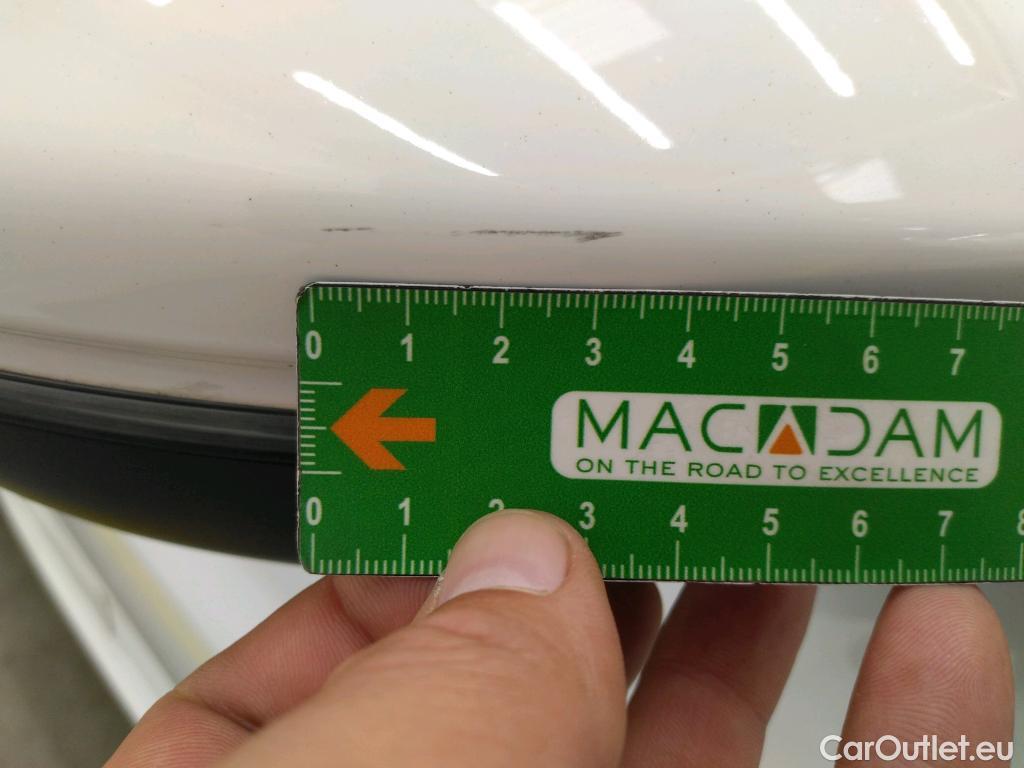 0 1 2 3 4 5 6 7
MACADAM
ON THE ROAD TO EXCELLENCE
0 1 2 3 4 5 6 7 8
CarOutlet.eu